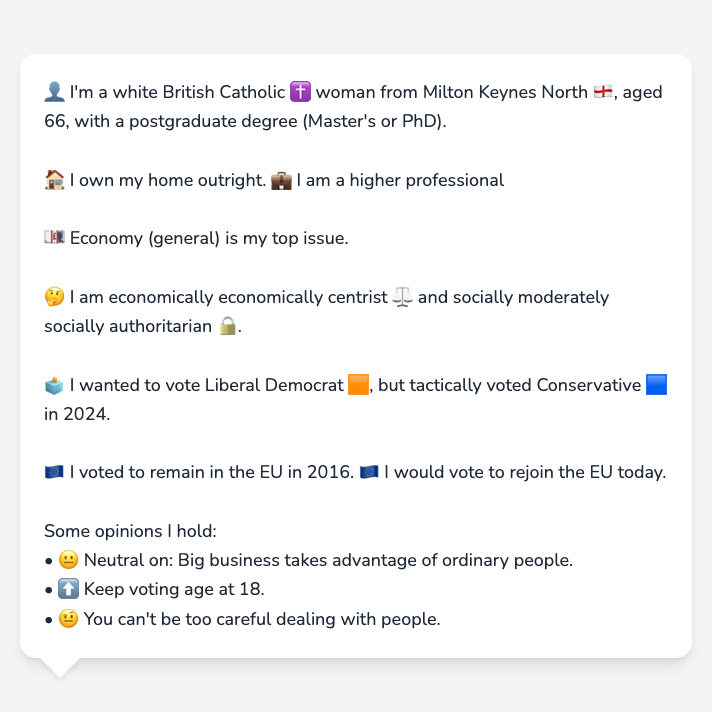 👤 I'm a white British Catholic ✝️ woman from Milton Keynes North 🏴󠁧󠁢󠁥󠁮󠁧󠁿, aged
66, with a postgraduate degree (Master's or PhD).
🏠 I own my home outright. 💼 I am a higher professional
💷 Economy (general) is my top issue.
🤔 I am economically economically centrist ⚖️ and socially moderately
socially authoritarian 🔒.
🗳️ I wanted to vote Liberal Democrat 🟧, but tactically voted Conservative 🟦
in 2024.
🇪🇺 I voted to remain in the EU in 2016. 🇪🇺 I would vote to rejoin the EU today.
Some opinions I hold:
• 😐 Neutral on: Big business takes advantage of ordinary people.
• ⬆️ Keep voting age at 18.
• 🤨 You can't be too careful dealing with people.